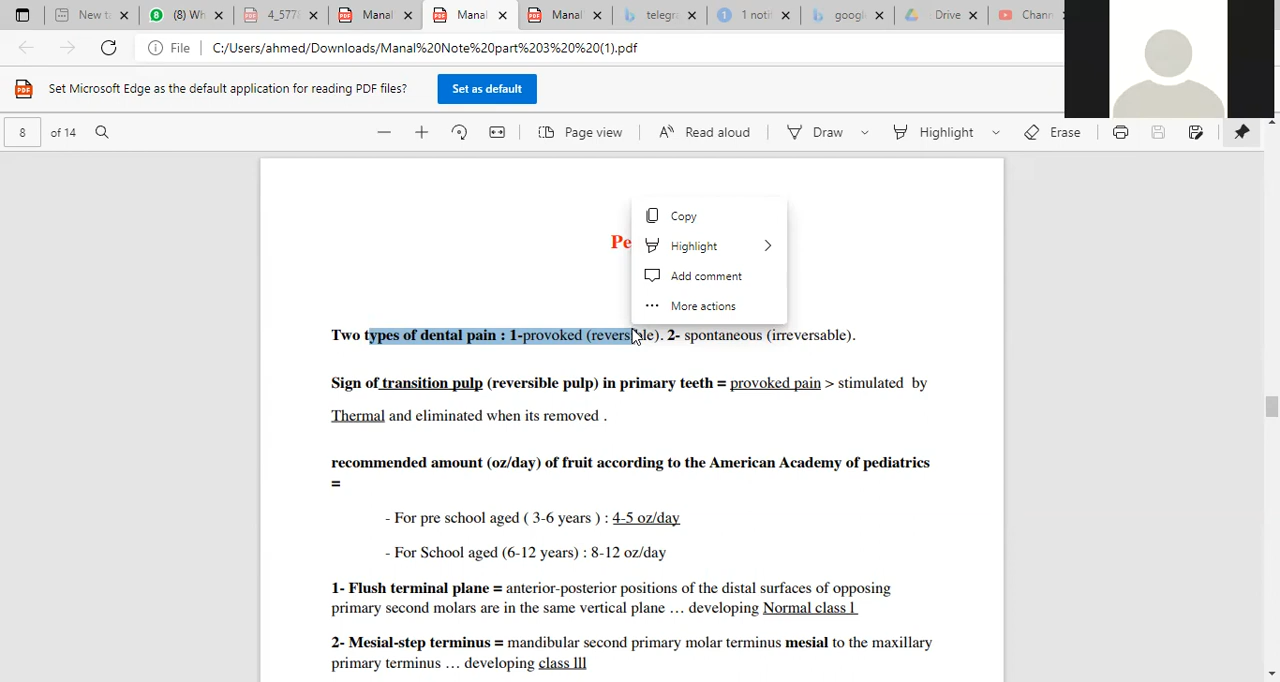 New ta
(8) Wh
4_577
Manal
Manal
Manal
telegra
1 noti
googl
Drive
Chann
File C:/Users/ahmed/Downloads/Manal%20Note%20part%203%20%20(1).pdf
Set Microsoft Edge as the default application for reading PDF files? Set as default
8 of 14 Page view Read aloud Draw Highlight Erase
Copy
Highlight
Add comment
More actions
Pe
Two types of dental pain : 1-provoked (reversible). 2- spontaneous (irreversable).
Sign of transition pulp (reversible pulp) in primary teeth = provoked pain > stimulated by
Thermal and eliminated when its removed .
recommended amount (oz/day) of fruit according to the American Academy of pediatrics
=
- For pre school aged ( 3-6 years ) : 4-5 oz/day
- For School aged (6-12 years) : 8-12 oz/day
1- Flush terminal plane = anterior-posterior positions of the distal surfaces of opposing
primary second molars are in the same vertical plane … developing Normal class l
2- Mesial-step terminus = mandibular second primary molar terminus mesial to the maxillary
primary terminus … developing class lll